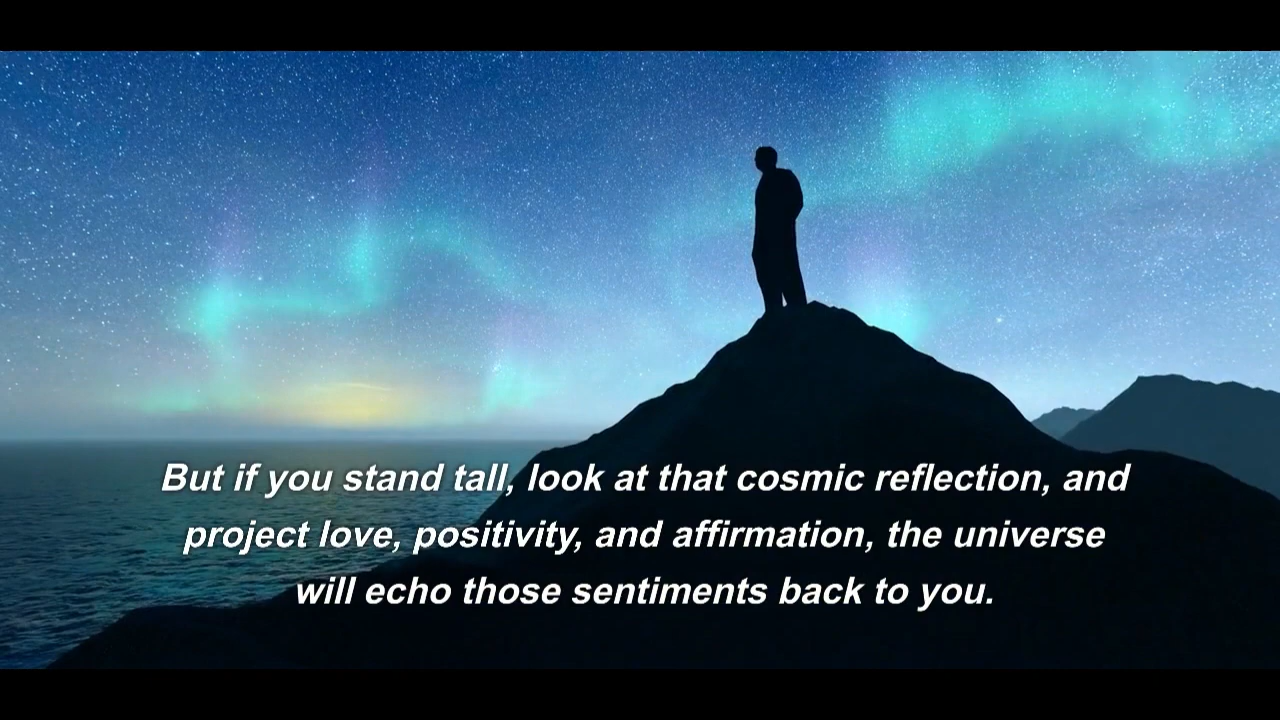 But if you stand tall, look at that cosmic reflection, and
project love, positivity, and affirmation, the universe
will echo those sentiments back to you.